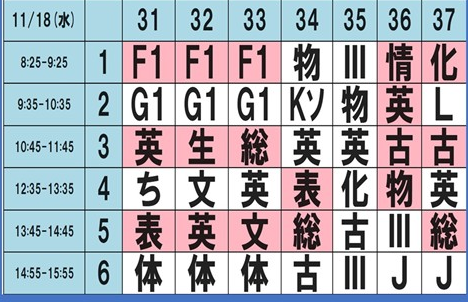 11/18(水) 31 32 33 34 35 36 37
8:25-9:25 1 F1 F1 F1 物 Ⅲ 情 化
9:35-10:35 2 G1 G1 G1 Kソ 物 英 L
10:45-11:45 3 英 生 総 英 英 古 古
12:35-13:35 4 ち 文 英 表 化 物 英
13:45-14:45 5 表 英 文 総 古 Ⅲ 総
14:55-15:55 6 体 体 体 古 Ⅲ J J